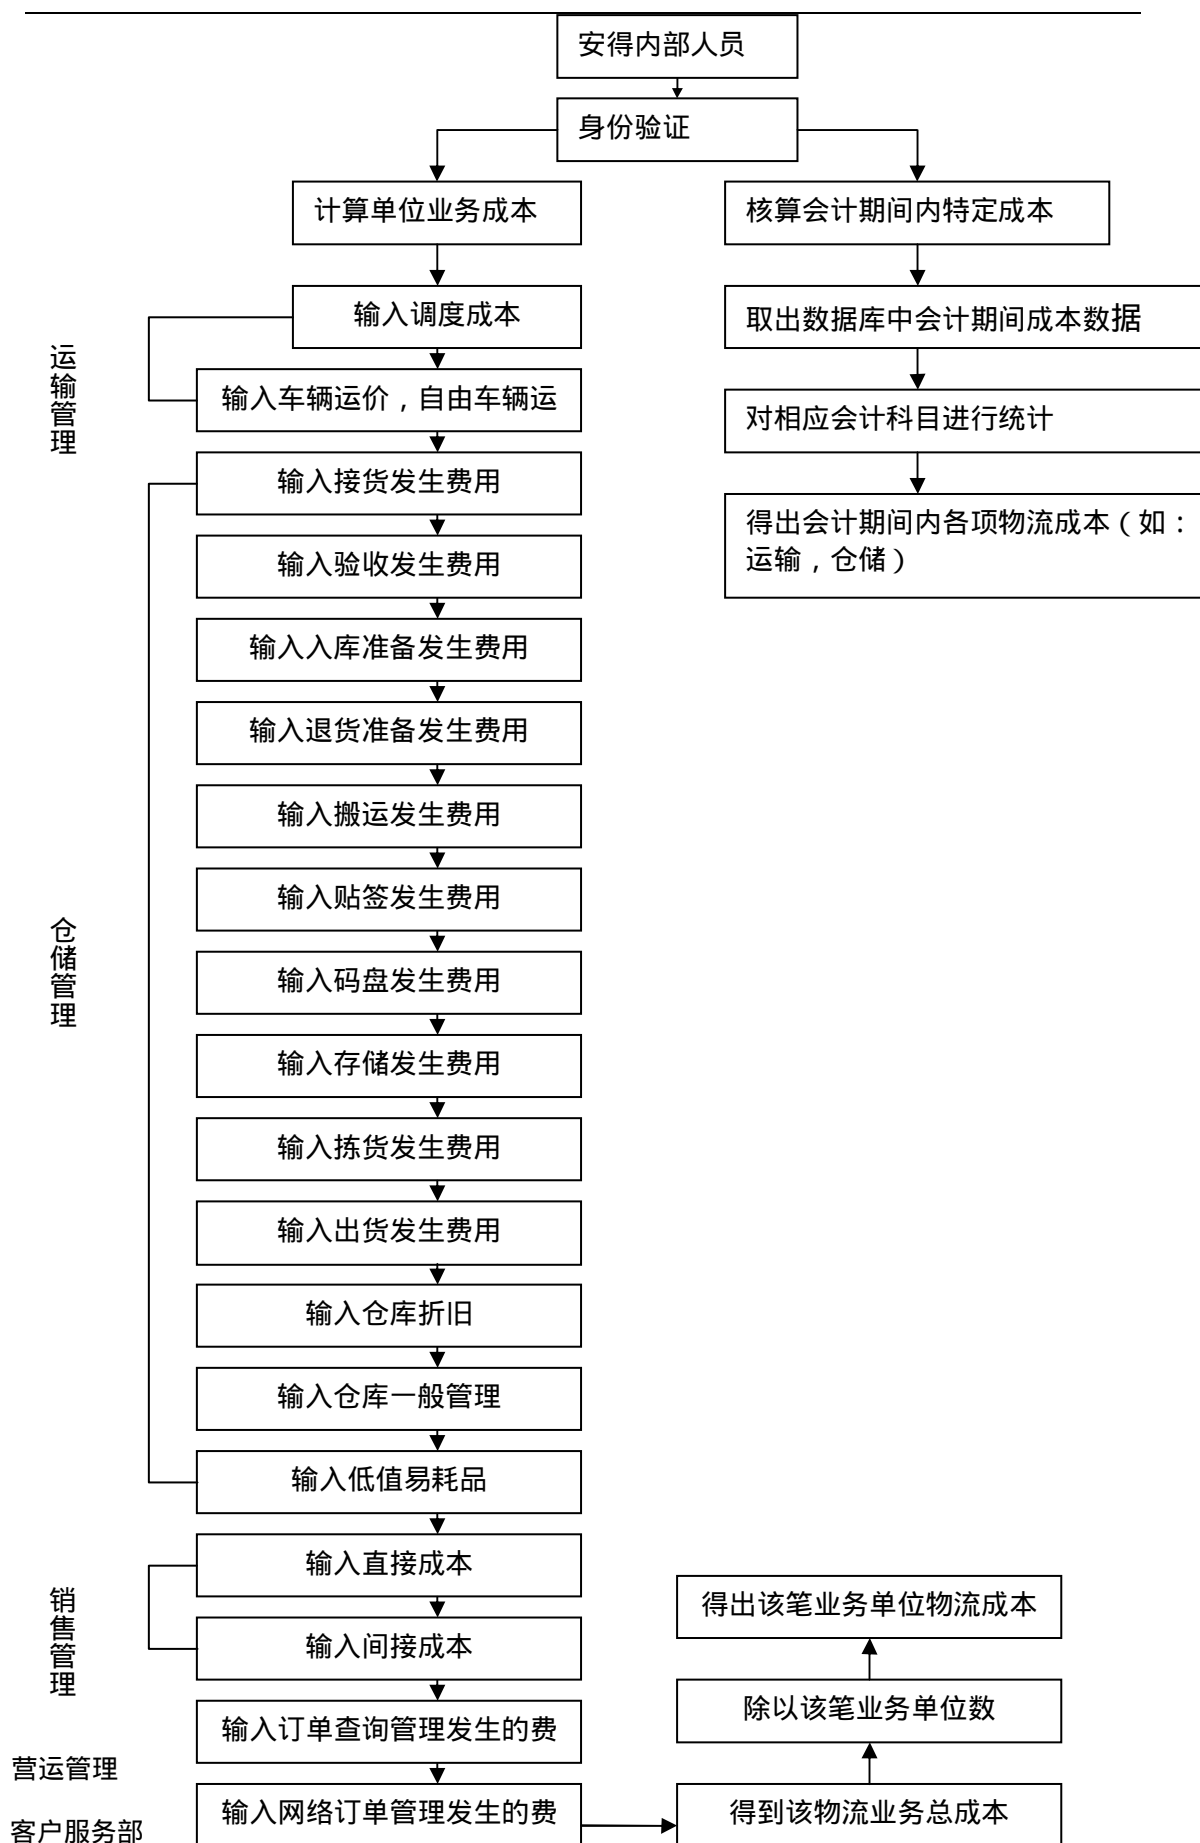 安得内部人员
身份验证
计算单位业务成本
核算会计期间内特定成本
运输管理
输入调度成本
取出数据库中会计期间成本数据
输入车辆运价，自由车辆运
对相应会计科目进行统计
仓储管理
输入接货发生费用
得出会计期间内各项物流成本（如：
运输，仓储）
输入验收发生费用
输入入库准备发生费用
输入退货准备发生费用
输入搬运发生费用
输入贴签发生费用
输入码盘发生费用
输入存储发生费用
输入拣货发生费用
输入出货发生费用
输入仓库折旧
输入仓库一般管理
输入低值易耗品
销售管理
输入直接成本
输入间接成本
得出该笔业务单位物流成本
除以该笔业务单位数
输入订单查询管理发生的费
营运管理
输入网络订单管理发生的费
得到该物流业务总成本
客户服务部